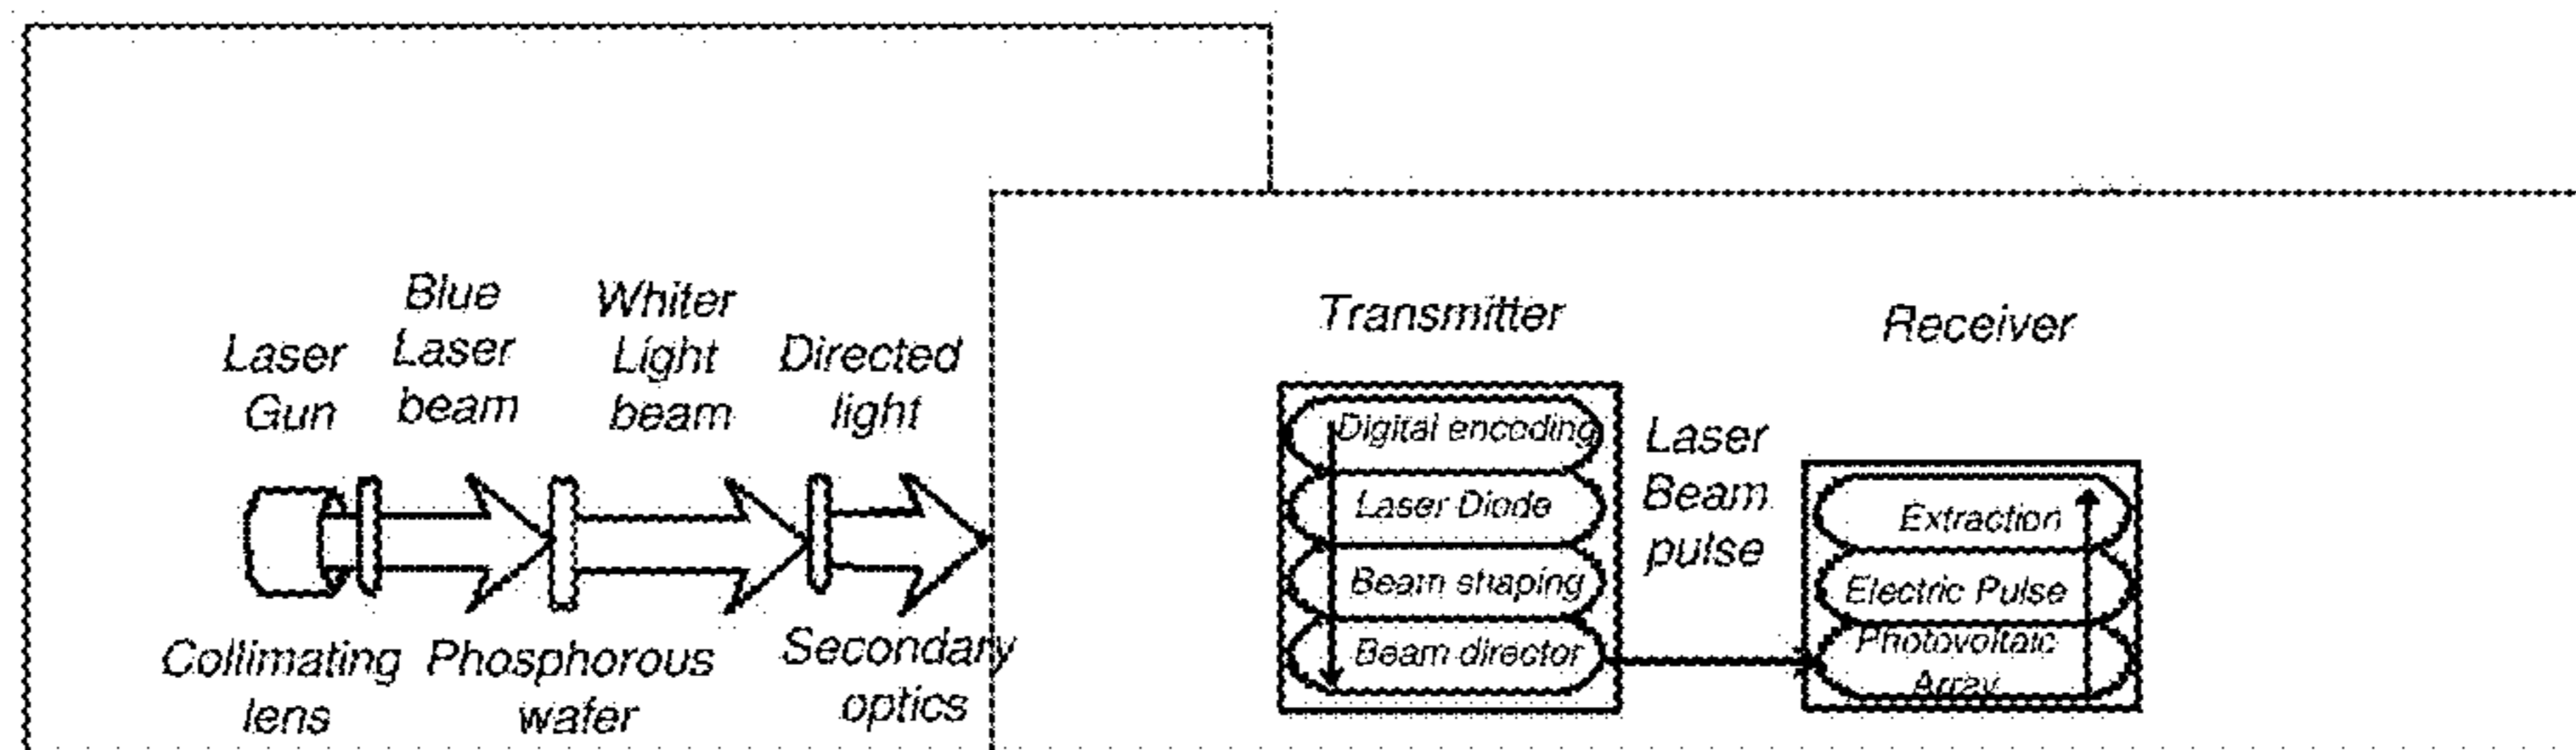 Laser
Gun
Blue
Laser
beam
Whiter
Light
beam
Directed
light
Collimating
lens
Phosphorous
wafer
Secondary
optics
Transmitter
Digital encoding
Laser Diode
Beam shaping
Beam director
Laser
Beam
pulse
Receiver
Extraction
Electric Pulse
Photovoltaic
Array